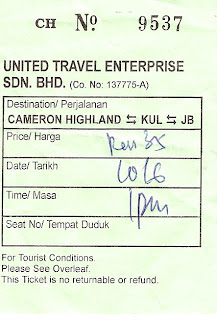 CH No. 9537
UNITED TRAVEL ENTERPRISE
SDN. BHD. (Co. No: 137775-A)
Destination/ Perjalanan
CAMERON HIGHLAND ⇆ KUL ⇆ JB
Price/ Harga 35
Date/ Tarikh 10/6
Time/ Masa 1pm
Seat No/ Tempat Duduk
For Tourist Conditions.
Please See Overleaf.
This Ticket is no returnable or refund.